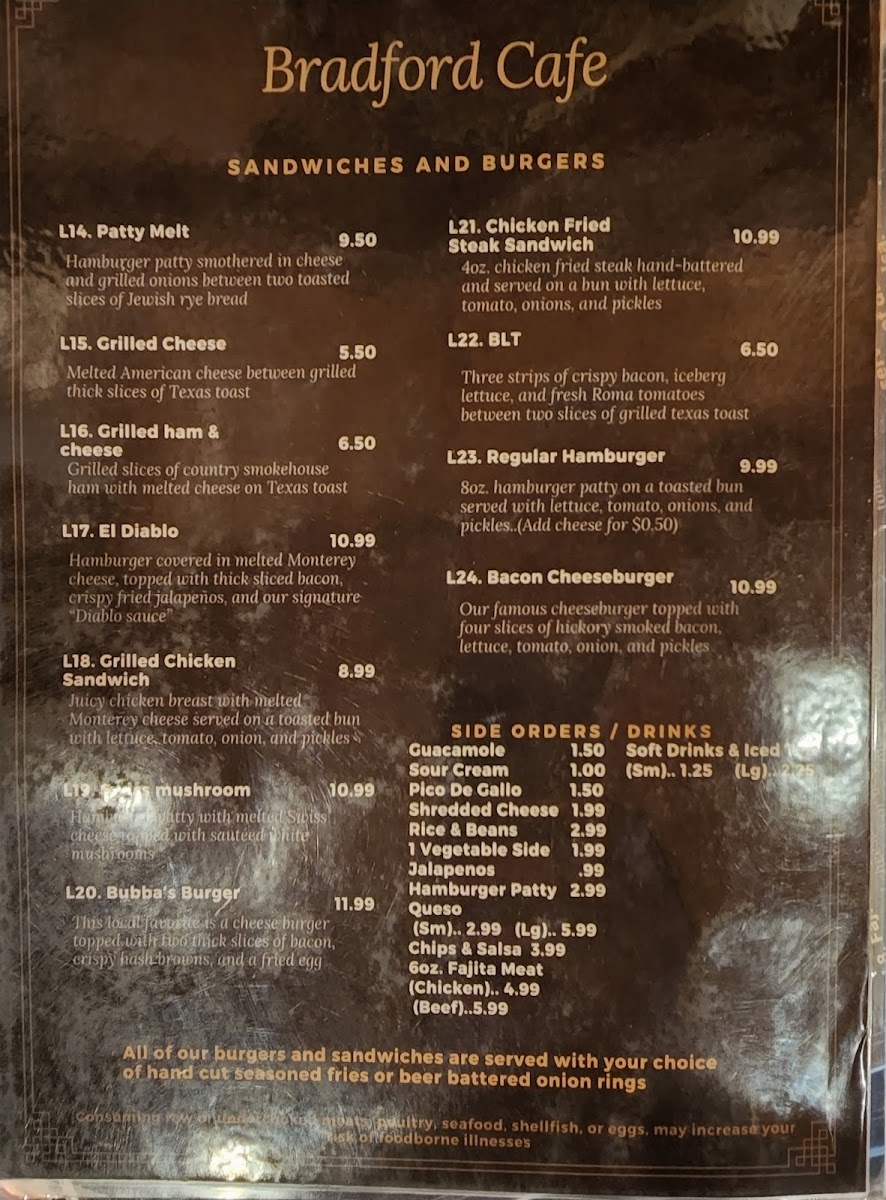 Bradford Cafe
SANDWICHES AND BURGERS
L14. Patty Melt 9.50
Hamburger patty smothered in cheese
and grilled onions between two toasted
slices of Jewish rye bread
L15. Grilled Cheese 5.50
Melted American cheese between grilled
thick slices of Texas toast
L16. Grilled ham &
cheese 6.50
Grilled slices of country smokehouse
ham with melted cheese on Texas toast
L17. El Diablo 10.99
Hamburger covered in melted Monterey
cheese, topped with thick sliced bacon,
crispy fried jalapeños, and our signature
"Diablo sauce"
L18. Grilled Chicken
Sandwich 8.99
Juicy chicken breast with melted
Monterey cheese served on a toasted bun
with lettuce, tomato, onion, and pickles
L19. Swiss mushroom 10.99
Hamburger patty with melted Swiss
cheese topped with sauteed white
mushrooms
L20. Bubba's Burger 11.99
This local favorite is a cheese burger
topped with two thick slices of bacon,
crispy hash browns, and a fried egg
L21. Chicken Fried
Steak Sandwich 10.99
4oz. chicken fried steak hand-battered
and served on a bun with lettuce,
tomato, onions, and pickles
L22. BLT 6.50
Three strips of crispy bacon, iceberg
lettuce, and fresh Roma tomatoes
between two slices of grilled texas toast
L23. Regular Hamburger 9.99
8oz. hamburger patty on a toasted bun
served with lettuce, tomato, onions, and
pickles..(Add cheese for $0.50)
L24. Bacon Cheeseburger 10.99
Our famous cheeseburger topped with
four slices of hickory smoked bacon,
lettuce, tomato, onion, and pickles
SIDE ORDERS / DRINKS
Guacamole 1.50
Sour Cream 1.00
Pico De Gallo 1.50
Shredded Cheese 1.99
Rice & Beans 2.99
1 Vegetable Side 1.99
Jalapenos .99
Hamburger Patty 2.99
Queso
(Sm).. 2.99 (Lg).. 5.99
Chips & Salsa 3.99
6oz. Fajita Meat
(Chicken).. 4.99
(Beef)..5.99
Soft Drinks & Iced
(Sm).. 1.25 (Lg).. 2.25
All of our burgers and sandwiches are served with your choice
of hand cut seasoned fries or beer battered onion rings
Consuming raw or undercooked meats, poultry, seafood, shellfish, or eggs, may increase your
risk of foodborne illnesses